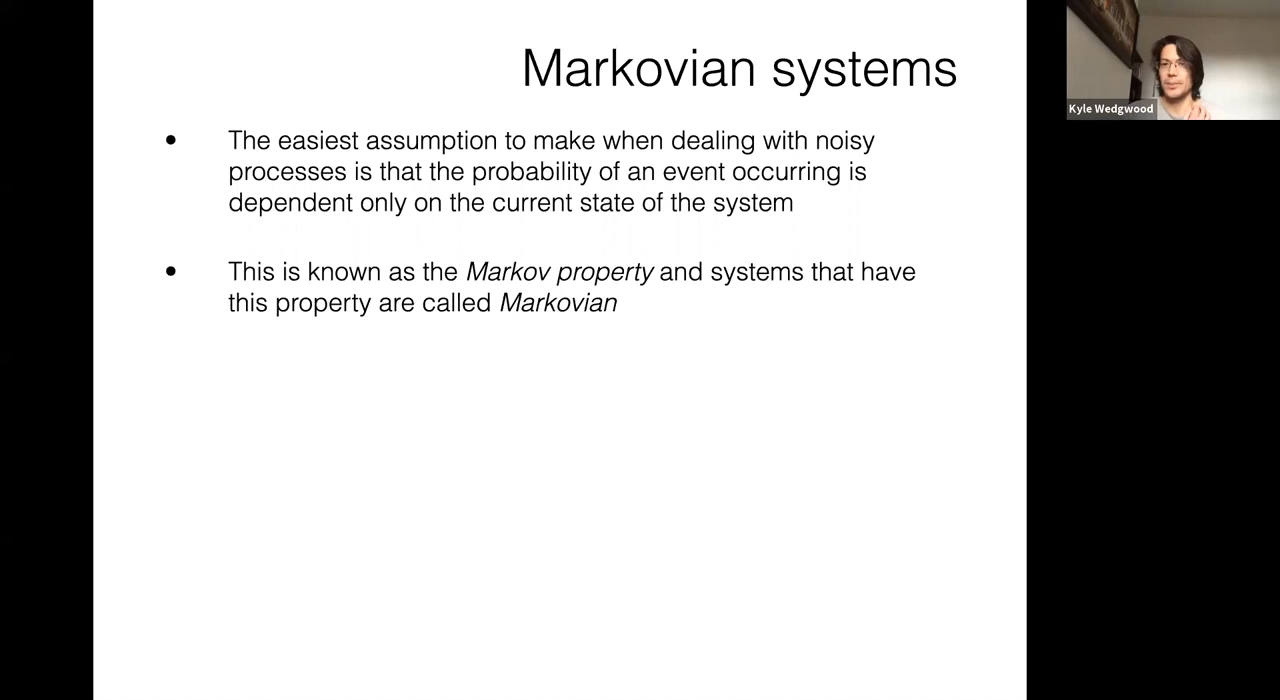 Markovian systems
• The easiest assumption to make when dealing with noisy
processes is that the probability of an event occurring is
dependent only on the current state of the system
• This is known as the Markov property and systems that have
this property are called Markovian
Kyle Wedgwood